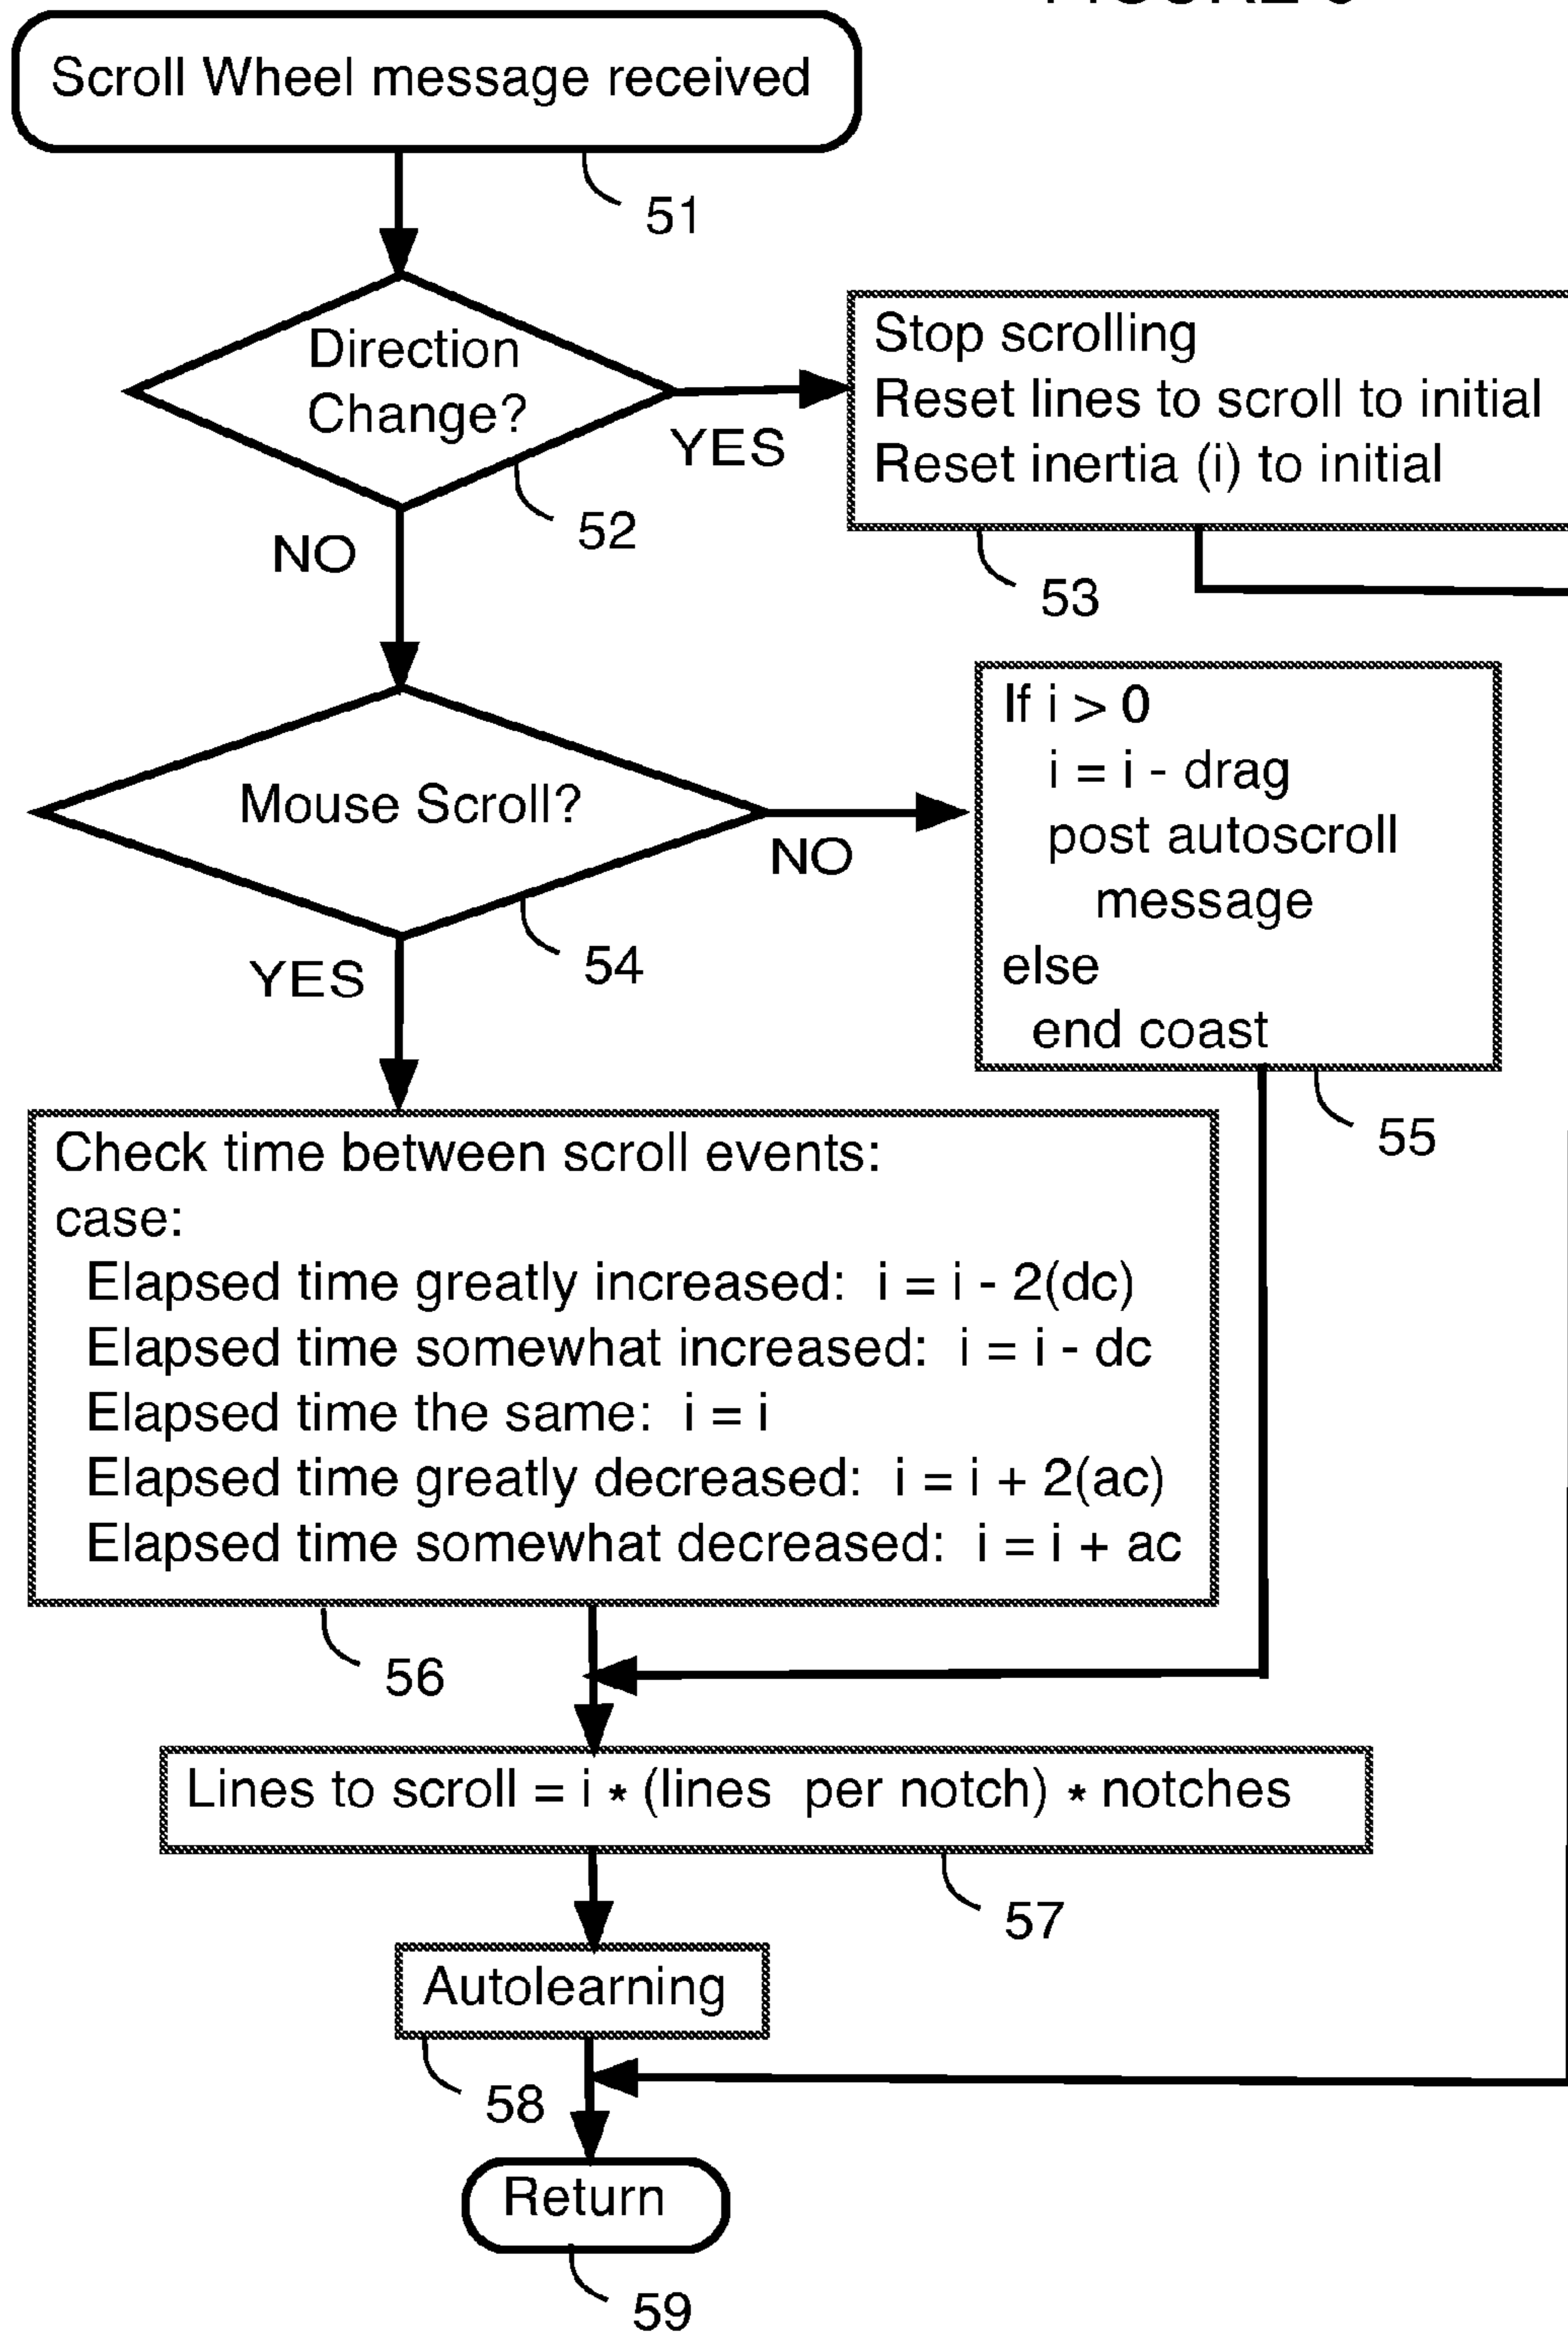 Scroll Wheel message received
51
Direction
Change?
YES
52
NO
Stop scrolling
Reset lines to scroll to initial
Reset inertia (i) to initial
53
Mouse Scroll?
NO
54
YES
If i > 0
i = i - drag
post autoscroll
message
else
end coast
55
Check time between scroll events:
case:
Elapsed time greatly increased: i = i - 2(dc)
Elapsed time somewhat increased: i = i - dc
Elapsed time the same: i = i
Elapsed time greatly decreased: i = i + 2(ac)
Elapsed time somewhat decreased: i = i + ac
56
Lines to scroll = i * (lines per notch) * notches
57
Autolearning
58
Return
59